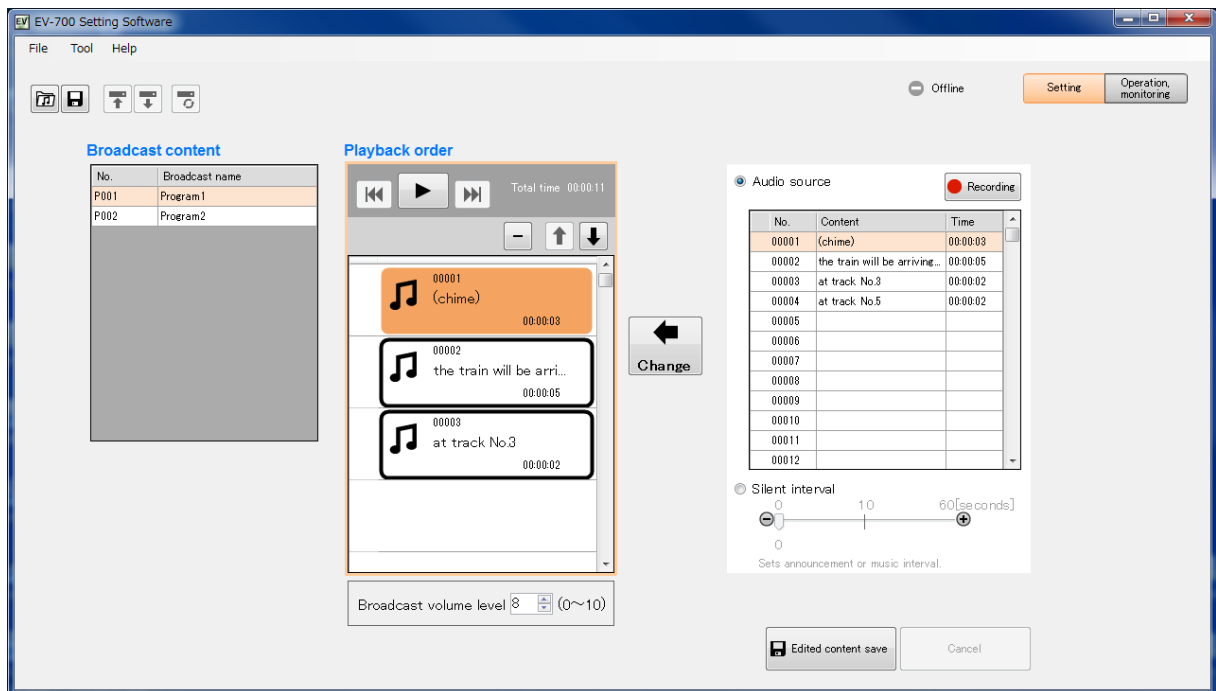 EV EV-700 Setting Software
File Tool Help
Offline
Setting
Operation,
monitoring
Broadcast content
No. Broadcast name
P001 Program1
P002 Program2
Playback order
Total time 00:00:11
00001
(chime)
00:00:03
00002
the train will be arri...
00:00:05
00003
at track No.3
00:00:02
Broadcast volume level 8 (0~10)
Change
Audio source
Recording
No. Content Time
00001 (chime) 00:00:03
00002 the train will be arriving... 00:00:05
00003 at track No.3 00:00:02
00004 at track No.5 00:00:02
00005
00006
00007
00008
00009
00010
00011
00012
Silent interval
0 10 60[seconds]
0
Sets announcement or music interval.
Edited content save
Cancel